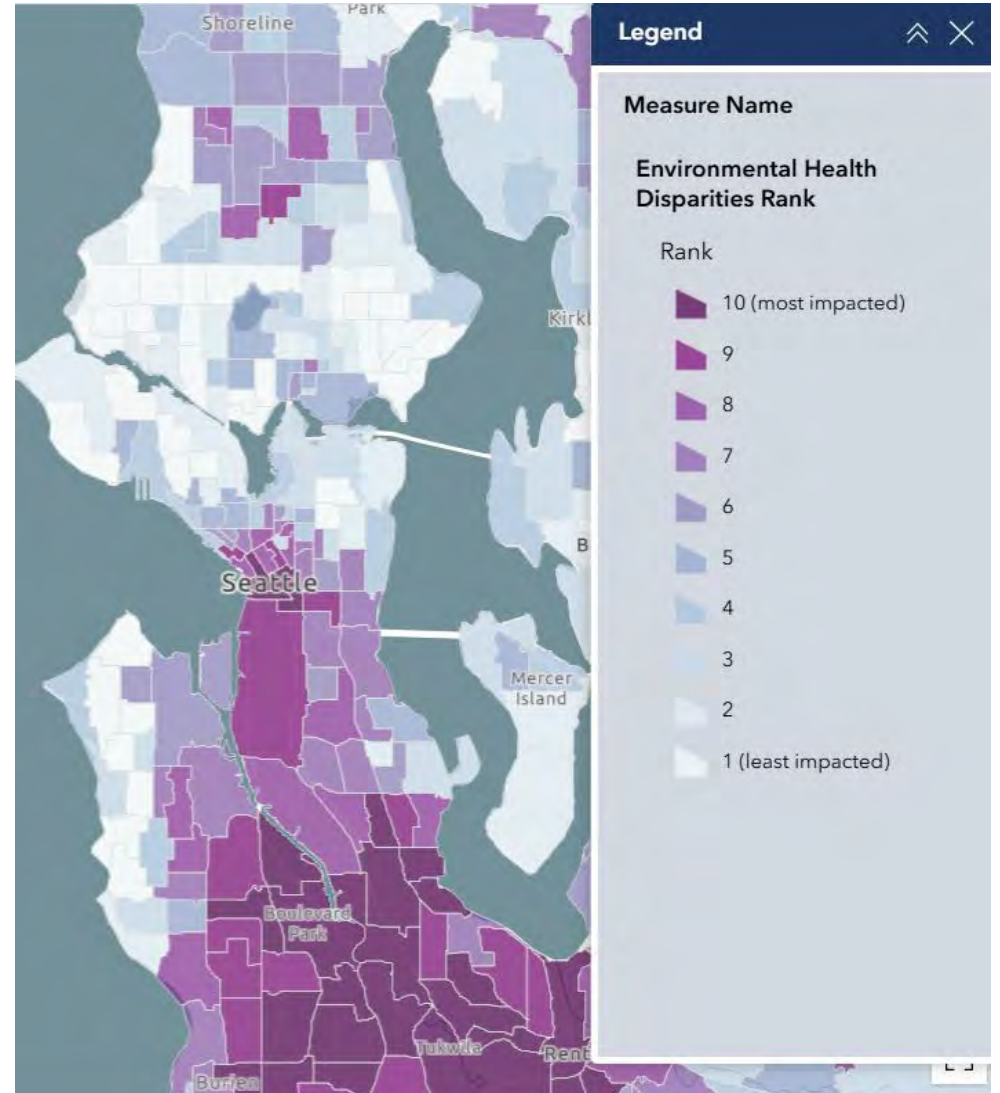 Shoreline
Park
Kirkl
Seattle
B
Mercer
Island
Boulevard
Park
Tukwila
Rent
Burien
Legend
Measure Name
Environmental Health
Disparities Rank
Rank
10 (most impacted)
9
8
7
6
5
4
3
2
1 (least impacted)